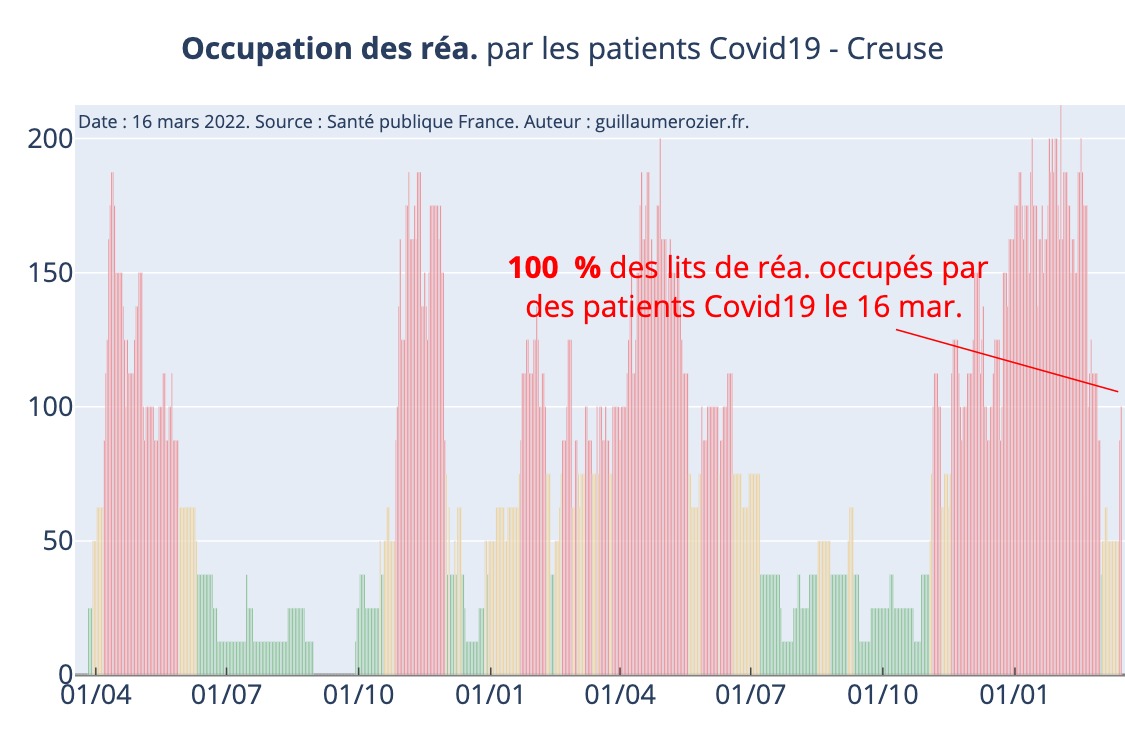 Occupation des réa. par les patients Covid19 - Creuse
Date : 16 mars 2022. Source : Santé publique France. Auteur : guillaumerozier.fr.
200
150
100 % des lits de réa. occupés par
des patients Covid19 le 16 mar.
100
50
0
01/04 01/07 01/10 01/01 01/04 01/07 01/10 01/01